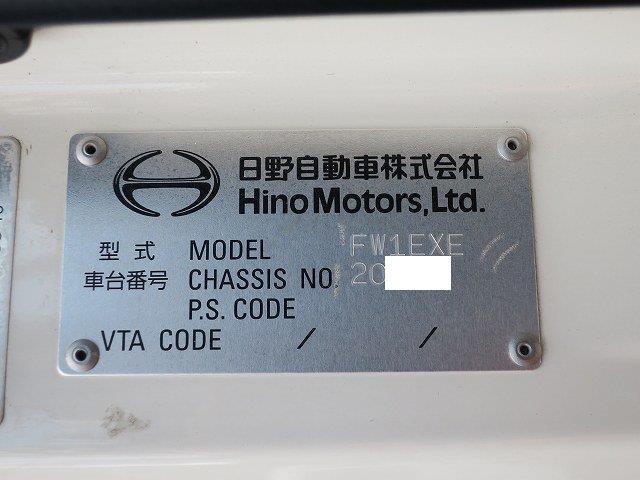 日野自動車株式会社
Hino Motors, Ltd.
型式 MODEL FW1EXE
車台番号 CHASSIS NO. 20
P.S. CODE
VTA CODE / /